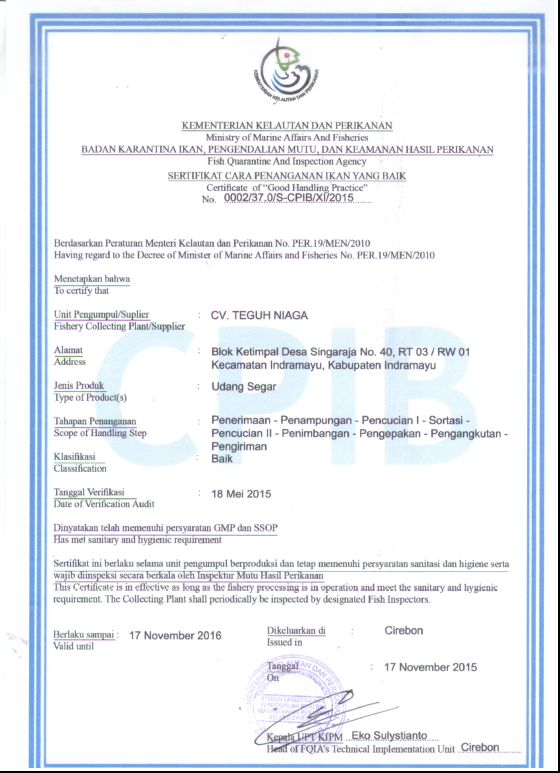 KEMENTERIAN KELAUTAN DAN PERIKANAN
KEMENTERIAN KELAUTAN DAN PERIKANAN
Ministry of Marine Affairs And Fisheries
BADAN KARANTINA IKAN, PENGENDALIAN MUTU, DAN KEAMANAN HASIL PERIKANAN
Fish Quarantine And Inspection Agency
SERTIFIKAT CARA PENANGANAN IKAN YANG BAIK
Certificate of "Good Handling Practice"
No. 0002/37.0/S-CPIB/XI/2015
Berdasarkan Peraturan Menteri Kelautan dan Perikanan No. PER.19/MEN/2010
Having regard to the Decree of Minister of Marine Affairs and Fisheries No. PER.19/MEN/2010
Menetapkan bahwa
To certify that
Unit Pengumpul/Suplier : CV. TEGUH NIAGA
Fishery Collecting Plant/Supplier
Alamat : Blok Ketimpal Desa Singaraja No. 40, RT 03 / RW 01
Address Kecamatan Indramayu, Kabupaten Indramayu
Jenis Produk : Udang Segar
Type of Product(s)
CPIB
Tahapan Penanganan : Penerimaan - Penampungan - Pencucian I - Sortasi -
Scope of Handling Step Pencucian II - Penimbangan - Pengepakan - Pengangkutan -
Pengiriman
Klasifikasi : Baik
Classification
Tanggal Verifikasi : 18 Mei 2015
Date of Verification Audit
Dinyatakan telah memenuhi persyaratan GMP dan SSOP
Has met sanitary and hygienic requirement
Sertifikat ini berlaku selama unit pengumpul berproduksi dan tetap memenuhi persyaratan sanitasi dan higiene serta
wajib diinspeksi secara berkala oleh Inspektur Mutu Hasil Perikanan
This Certificate is in effective as long as the fishery processing is in operation and meet the sanitary and hygienic
requirement. The Collecting Plant shall periodically be inspected by designated Fish Inspectors.
Berlaku sampai : 17 November 2016
Valid until
Dikeluarkan di : Cirebon
Issued in
Tanggal : 17 November 2015
On
Kepala UPT KIPM Eko Sulystianto
Head of FQIA's Technical Implementation Unit Cirebon